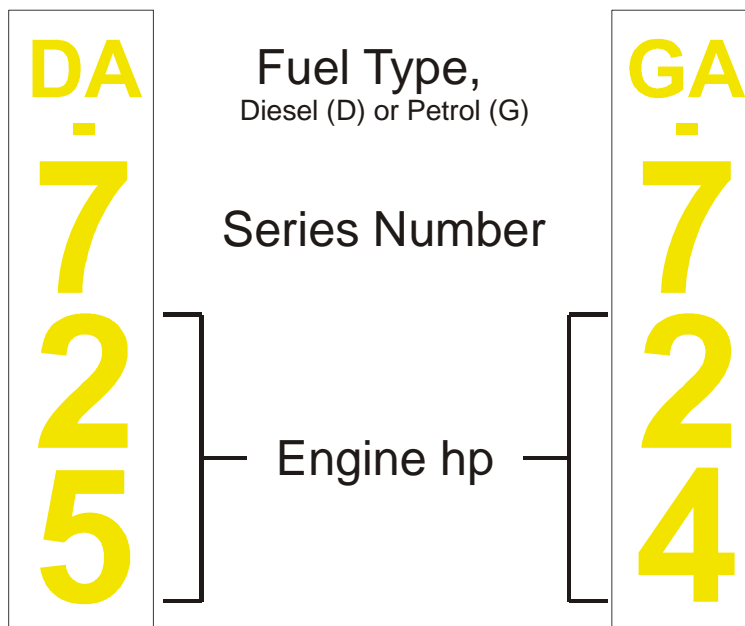 DA
-
7
2
5
Fuel Type,
Diesel (D) or Petrol (G)
Series Number
Engine hp
GA
-
7
2
4